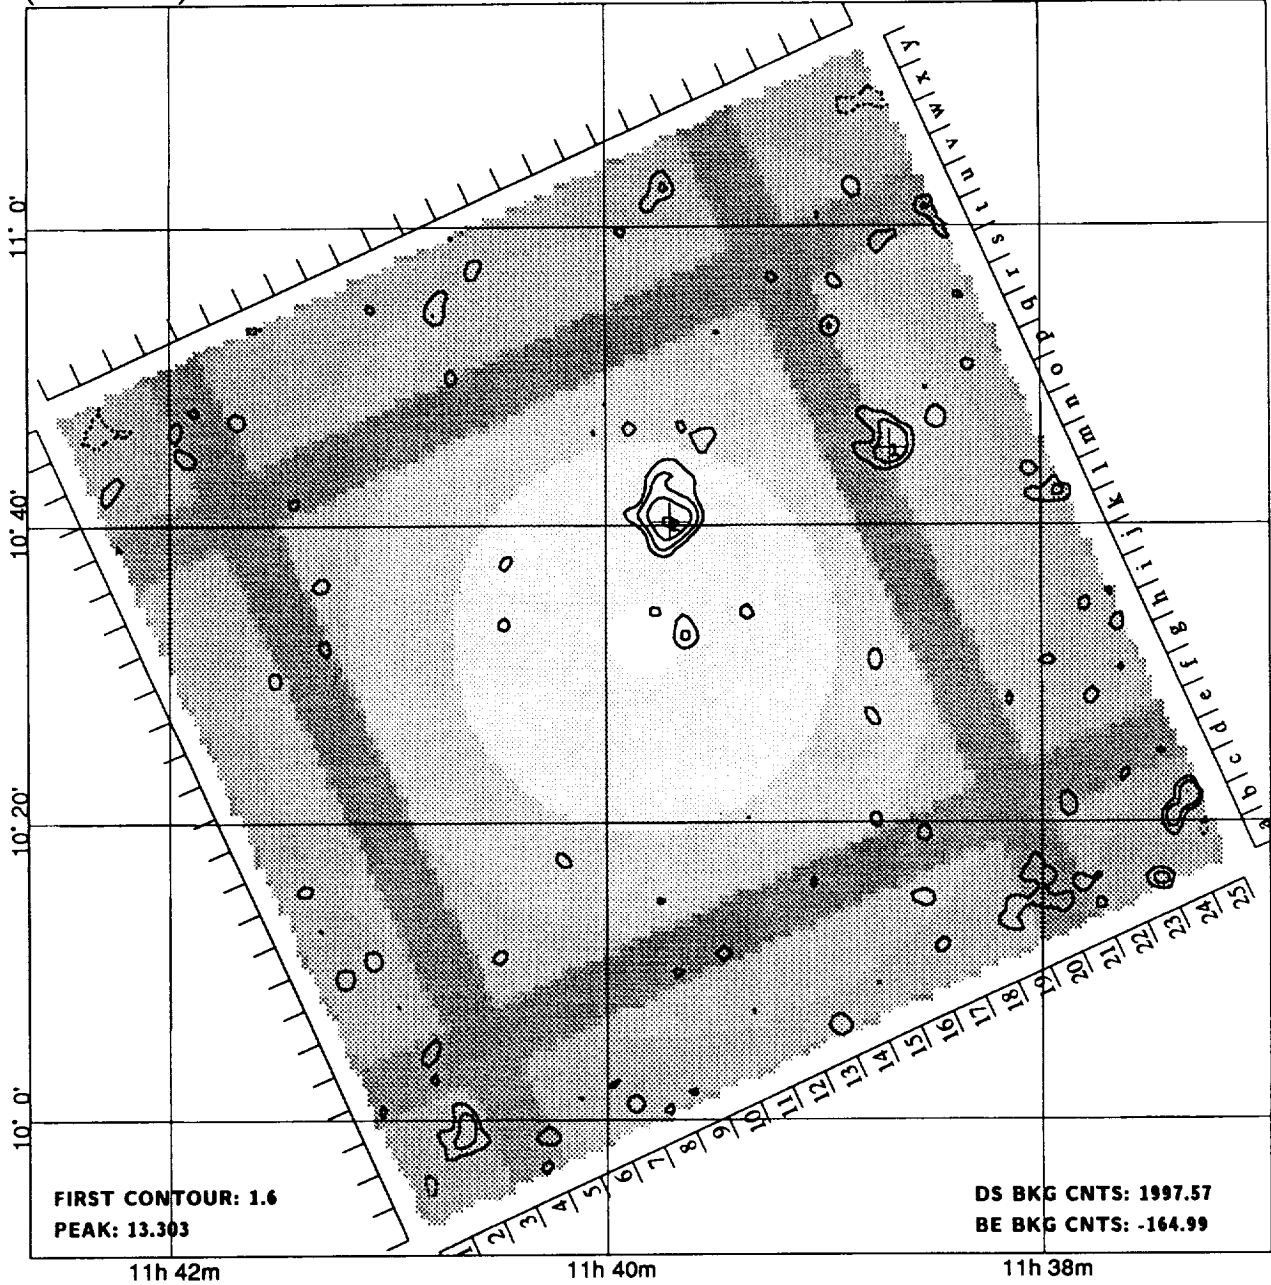 y x w v u t s r q p o n m l k j i h g f e d c b a
11° 0'
10° 40'
10° 20'
10° 0'
1 2 3 4 5 6 7 8 9 10 11 12 13 14 15 16 17 18 19 20 21 22 23 24 25
FIRST CONTOUR: 1.6
PEAK: 13.303
DS BKG CNTS: 1997.57
BE BKG CNTS: -164.99
11h 42m
11h 40m
11h 38m